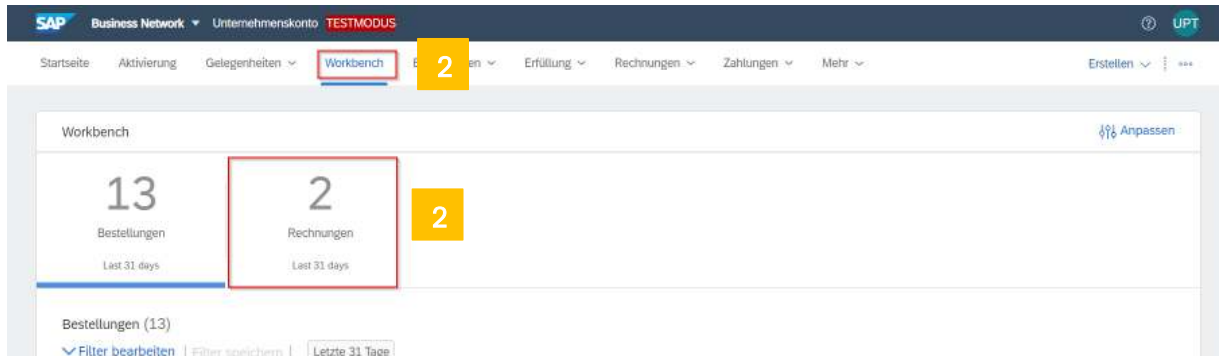 SAP Business Network Unternehmenskonto TESTMODUS UPT
Startseite Aktivierung Gelegenheiten Workbench 2 Erfüllung Rechnungen Zahlungen Mehr Erstellen
Workbench Anpassen
13 2
Bestellungen Rechnungen 2
Last 31 days Last 31 days
Bestellungen (13)
Filter bearbeiten | Filter speichern | Letzte 31 Tage